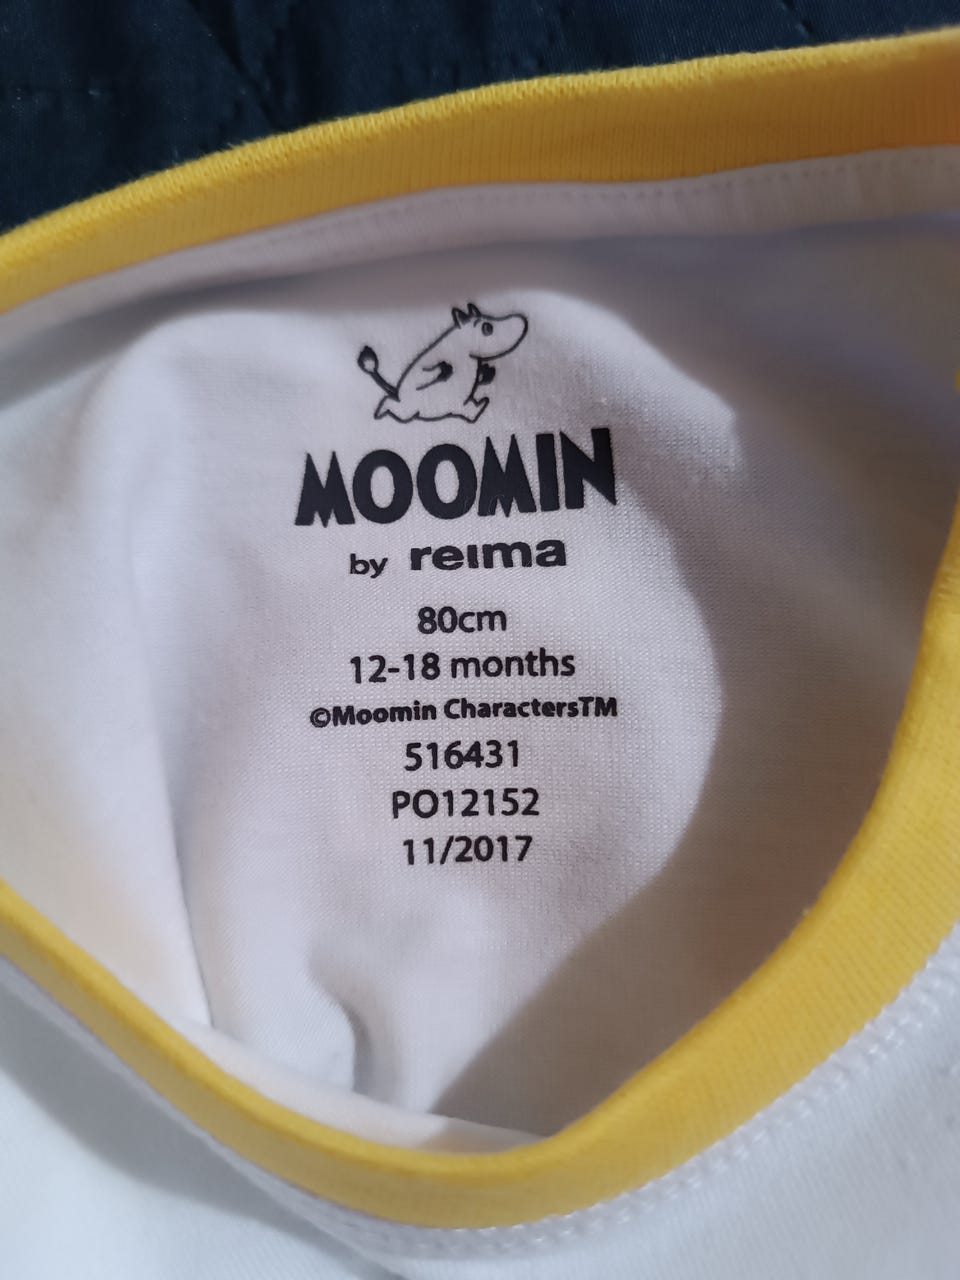 MOOMIN
by reima
80cm
12-18 months
©Moomin CharactersTM
516431
PO12152
11/2017